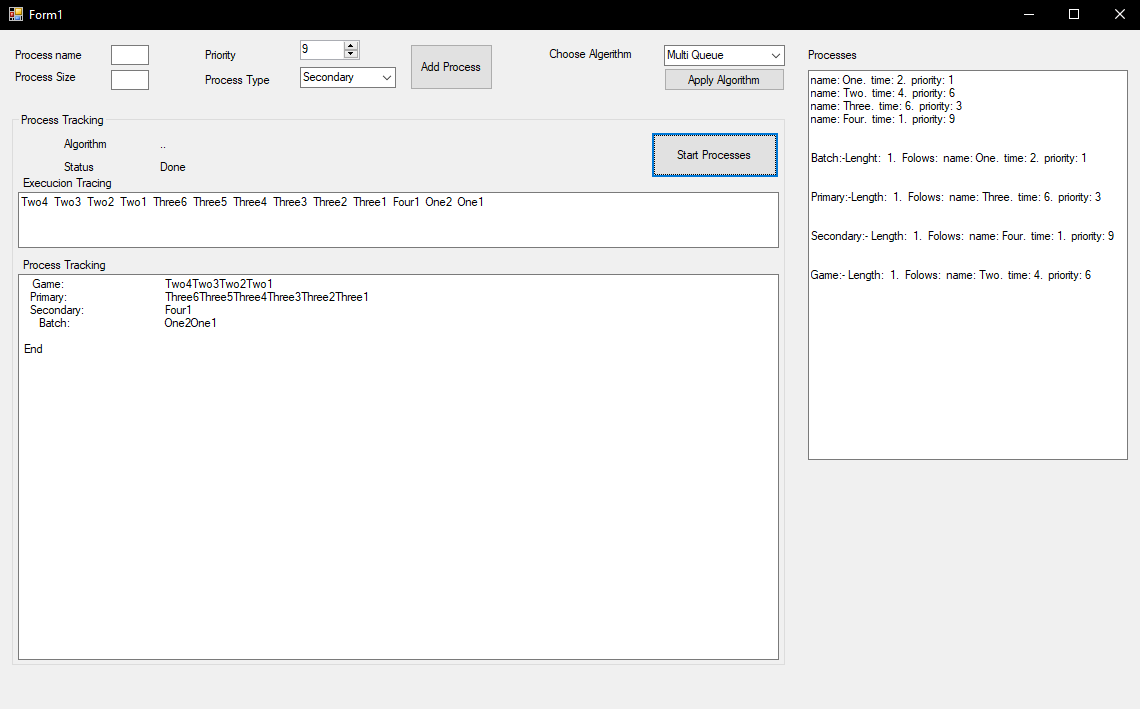 Form1
Process name
Priority
9
Add Process
Choose Algorithm
Multi Queue
Processes
Process Size
Process Type
Secondary
Apply Algorithm
name: One. time: 2. priority: 1
name: Two. time: 4. priority: 6
name: Three. time: 6. priority: 3
name: Four. time: 1. priority: 9
Batch:-Lenght: 1. Folows: name: One. time: 2. priority: 1
Primary:-Length: 1. Folows: name: Three. time: 6. priority: 3
Secondary:- Length: 1. Folows: name: Four. time: 1. priority: 9
Game:- Length: 1. Folows: name: Two. time: 4. priority: 6
Process Tracking
Algorithm ..
Status Done
Start Processes
Execucion Tracing
Two4 Two3 Two2 Two1 Three6 Three5 Three4 Three3 Three2 Three1 Four1 One2 One1
Process Tracking
Game: Two4Two3Two2Two1
Primary: Three6Three5Three4Three3Three2Three1
Secondary: Four1
Batch: One2One1
End